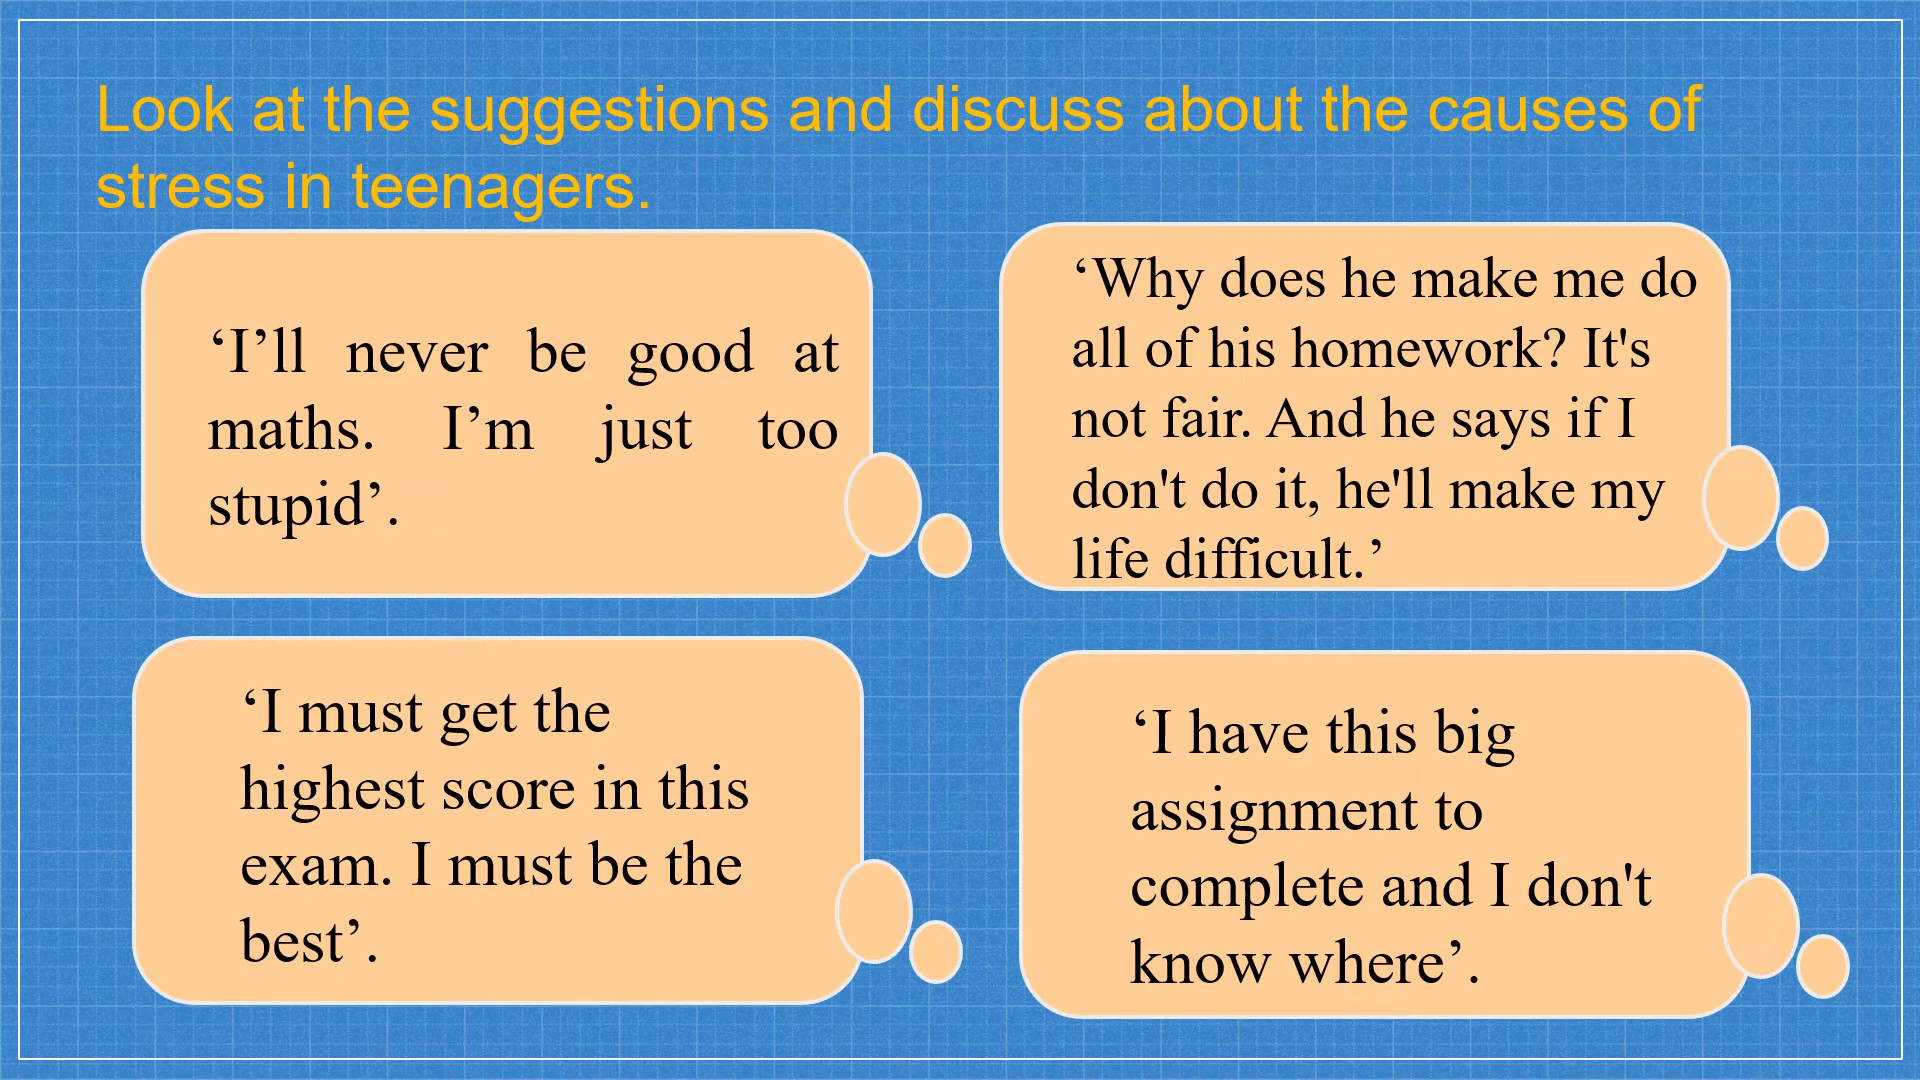 Look at the suggestions and discuss about the causes of
stress in teenagers.
‘I’ll never be good at
maths. I’m just too
stupid’.
‘Why does he make me do
all of his homework? It's
not fair. And he says if I
don't do it, he'll make my
life difficult.’
‘I must get the
highest score in this
exam. I must be the
best’.
‘I have this big
assignment to
complete and I don't
know where’.